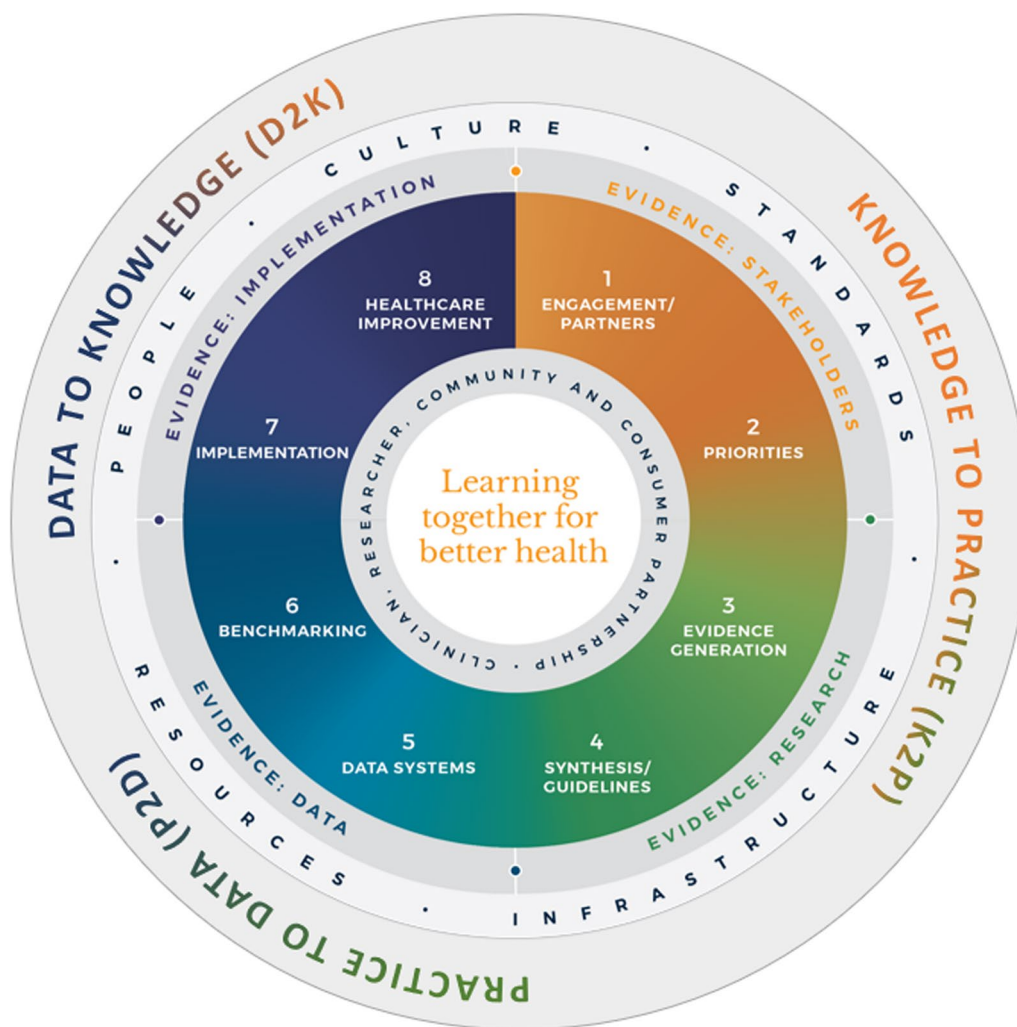 DATA TO KNOWLEDGE (D2K)
KNOWLEDGE TO PRACTICE (K2P)
PRACTICE TO DATA (P2D)
PEOPLE · CULTURE · STANDARDS · INFRASTRUCTURE · RESOURCES ·
EVIDENCE: STAKEHOLDERS
EVIDENCE: RESEARCH
EVIDENCE: DATA
EVIDENCE: IMPLEMENTATION
1
ENGAGEMENT/
PARTNERS
2
PRIORITIES
3
EVIDENCE
GENERATION
4
SYNTHESIS/
GUIDELINES
5
DATA SYSTEMS
6
BENCHMARKING
7
IMPLEMENTATION
8
HEALTHCARE
IMPROVEMENT
CLINICIAN, RESEARCHER, COMMUNITY AND CONSUMER PARTNERSHIP ·
Learning
together for
better health